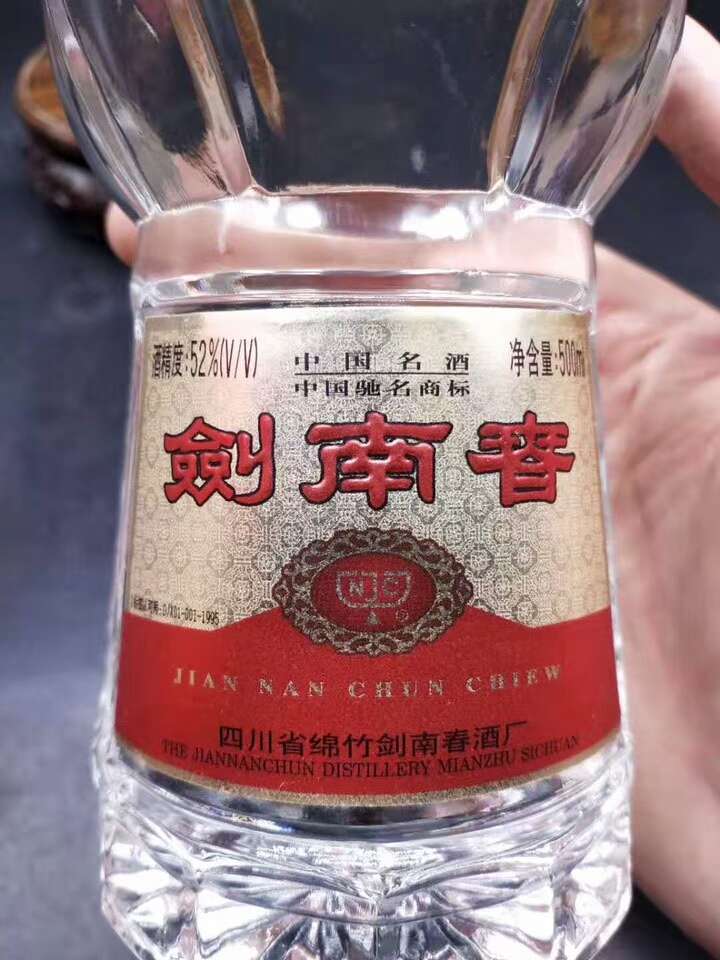 酒精度:52%(V/V)
中国名酒
中国驰名商标
净含量:500ml
劍南春
NC
R
JIAN NAN CHUN CHIEW
四川省绵竹剑南春酒厂
THE JIANNANCHUN DISTILLERY MIANZHU SICHUAN